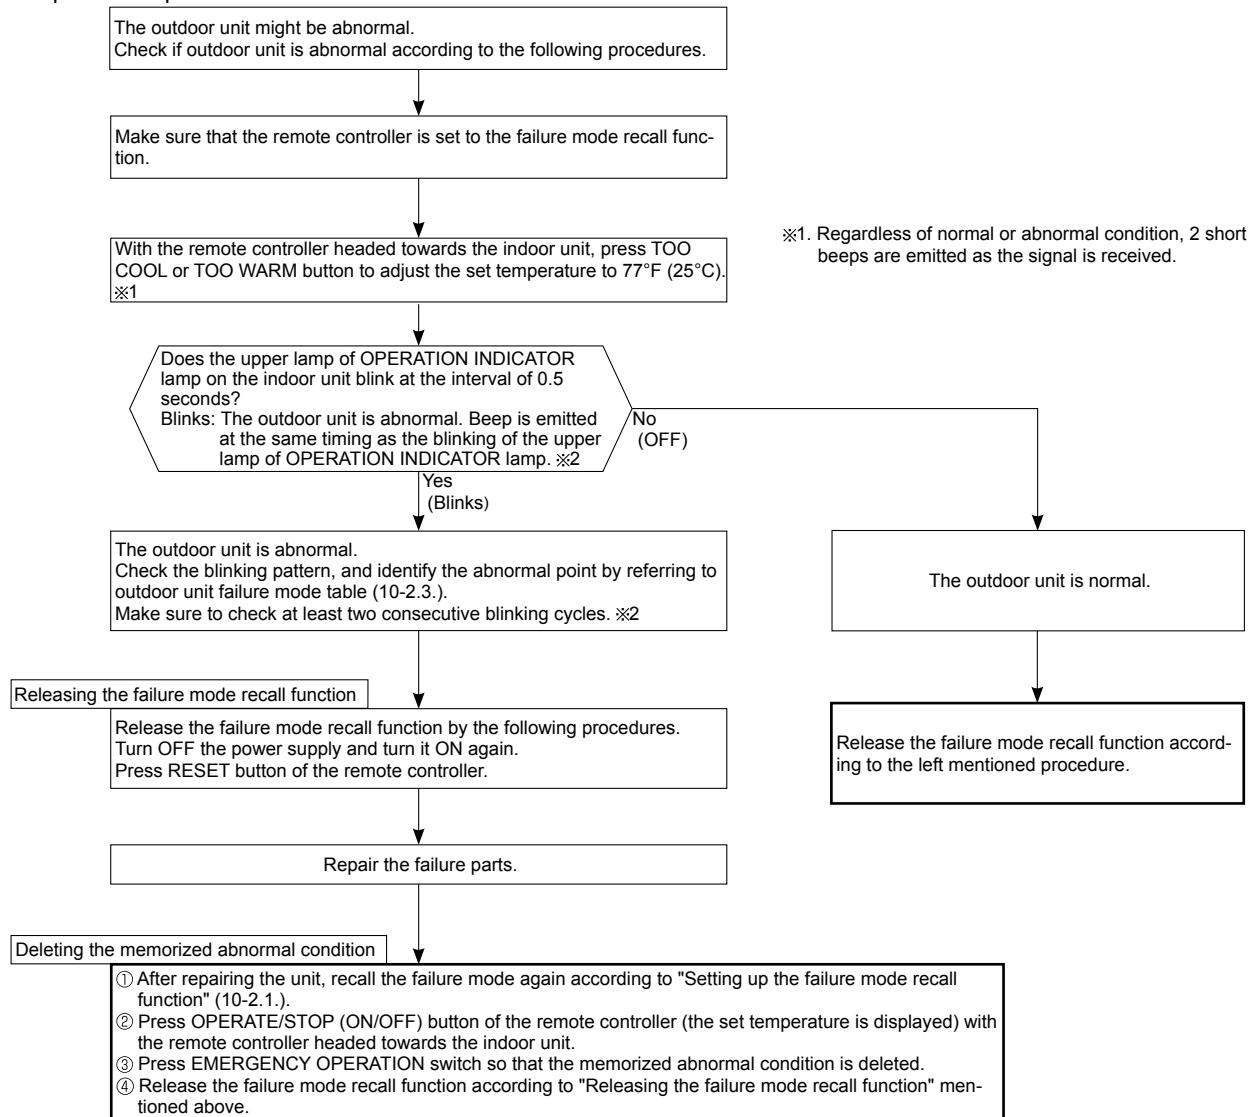 The outdoor unit might be abnormal.
Check if outdoor unit is abnormal according to the following procedures.
Make sure that the remote controller is set to the failure mode recall func-
tion.
With the remote controller headed towards the indoor unit, press TOO
COOL or TOO WARM button to adjust the set temperature to 77°F (25°C).
※1
※1. Regardless of normal or abnormal condition, 2 short
beeps are emitted as the signal is received.
Does the upper lamp of OPERATION INDICATOR
lamp on the indoor unit blink at the interval of 0.5
seconds?
Blinks: The outdoor unit is abnormal. Beep is emitted
at the same timing as the blinking of the upper
lamp of OPERATION INDICATOR lamp. ※2
No
(OFF)
Yes
(Blinks)
The outdoor unit is abnormal.
Check the blinking pattern, and identify the abnormal point by referring to
outdoor unit failure mode table (10-2.3.).
Make sure to check at least two consecutive blinking cycles. ※2
The outdoor unit is normal.
Releasing the failure mode recall function
Release the failure mode recall function by the following procedures.
Turn OFF the power supply and turn it ON again.
Press RESET button of the remote controller.
Release the failure mode recall function accord-
ing to the left mentioned procedure.
Repair the failure parts.
Deleting the memorized abnormal condition
① After repairing the unit, recall the failure mode again according to "Setting up the failure mode recall
function" (10-2.1.).
② Press OPERATE/STOP (ON/OFF) button of the remote controller (the set temperature is displayed) with
the remote controller headed towards the indoor unit.
③ Press EMERGENCY OPERATION switch so that the memorized abnormal condition is deleted.
④ Release the failure mode recall function according to "Releasing the failure mode recall function" men-
tioned above.